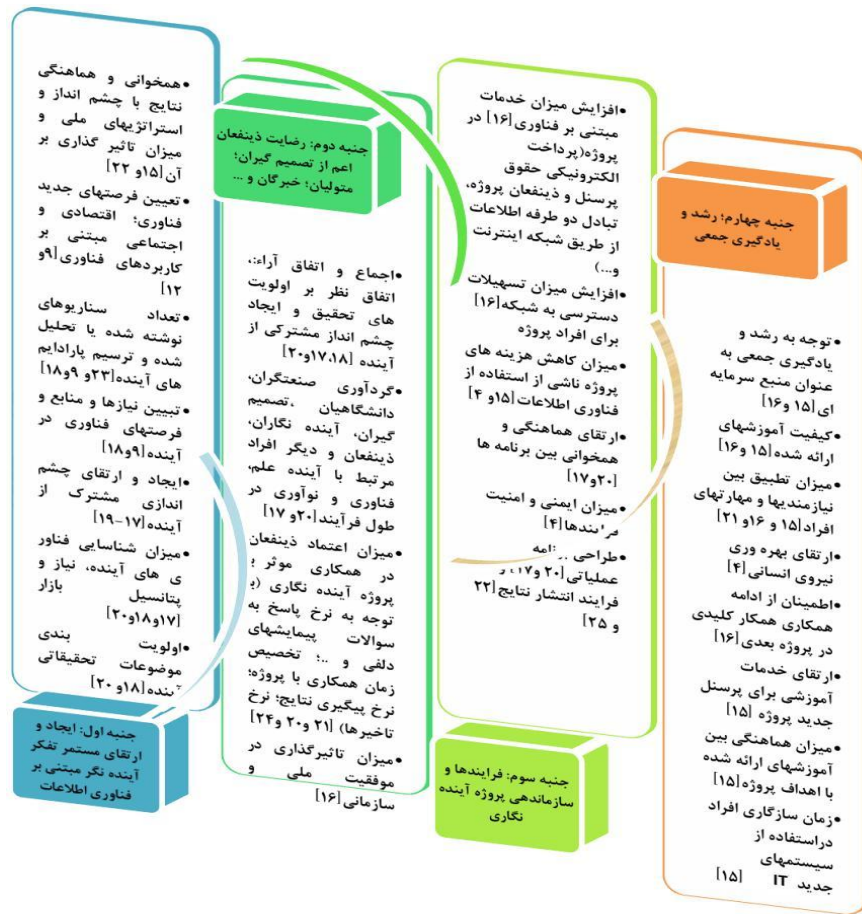 جنبه اول: ایجاد و
ارتقای مستمر تفکر
آینده نگر مبتنی بر
فناوری اطلاعات
•همخوانی و هماهنگی
نتایج با چشم انداز و
استراتژیهای ملی و
میزان تاثیر گذاری بر
آن[۱۵و ۲۲]
•تعیین فرصتهای جدید
فناوری؛ اقتصادی و
اجتماعی مبتنی بر
کاربردهای فناوری[۹و
۱۲]
•تعداد سناریوهای
نوشته شده یا تحلیل
شده و ترسیم پارادایم
های آینده[۲۳و ۹و۱۸]
•تبیین نیازها و منابع و
فرصتهای فناوری در
آینده[۹و۱۸]
•ایجاد و ارتقای چشم
اندازی مشترک از
آینده[۱۷-۱۹]
•میزان شناسایی فناور
ی های آینده، نیاز و
پتانسیل بازار
[۱۷و۱۸و۲۰]
•اولویت بندی
موضوعات تحقیقاتی
آینده[۱۸و ۲۰]
جنبه دوم: رضایت ذینفعان
اعم از تصمیم گیران؛
متولیان؛ خبرگان و ...
•اجماع و اتفاق آراء:،
اتفاق نظر بر اولویت
های تحقیق و ایجاد
چشم انداز مشترکی از
آینده [۱۷،۱۸و۲۰]
•گردآوری صنعتگران،
دانشگاهیان ،تصمیم
گیران، آینده نگاران،
ذینفعان و دیگر افراد
مرتبط با آینده علم،
فناوری و نوآوری در
طول فرآیند[۲۰و ۱۷]
•میزان اعتماد ذینفعان
در همکاری موثر
پروژه آینده نگاری
توجه به نرخ پاسخ به
سوالات پیمایشهای
دلفی و ..؛ تخصیص
زمان همکاری با پروژه؛
نرخ پیگیری نتایج؛ نرخ
تاخیرها) [۲۱ و۲۰ و۲۴]
•میزان تاثیرگذاری در
موفقیت ملی و
سازمانی[۱۶]
جنبه سوم: فرایندها و
سازماندهی پروژه آینده
نگاری
•افزایش میزان خدمات
مبتنی بر فناوری[۱۶] در
پروژه(پرداخت
الکترونیکی حقوق
پرسنل و ذینفعان پروژه،
تبادل دو طرفه اطلاعات
از طریق شبکه اینترنت
و...)
•افزایش میزان تسهیلات
دسترسی به شبکه[۱۶]
برای افراد پروژه
•میزان کاهش هزینه های
پروژه ناشی از استفاده از
فناوری اطلاعات[۱۵و ۴]
•ارتقای هماهنگی و
همخوانی بین برنامه ها
[۲۰و۱۷]
•میزان ایمنی و امنیت
فرایندها[۴]
•طراحی برنامه
عملیاتی[۲۰ و۱۷] و
فرایند انتشار نتایج[۲۲
و ۲۵]
جنبه چهارم؛ رشد و
یادگیری جمعی
•توجه به رشد و
یادگیری جمعی به
عنوان منبع سرمایه
ای[۱۵ و۱۶]
•کیفیت آموزشهای
ارائه شده[۱۵ و۱۶]
•میزان تطبیق بین
نیازمندیها و مهارتهای
افراد[۱۵ و ۱۶و ۲۱]
•ارتقای بهره وری
نیروی انسانی[۴]
•اطمینان از ادامه
همکاری همکار کلیدی
در پروژه بعدی[۱۶]
•ارتقای خدمات
آموزشی برای پرسنل
جدید پروژه [۱۵]
•میزان هماهنگی بین
آموزشهای ارائه شده
با اهداف پروژه[۱۵]
•زمان سازگاری افراد
دراستفاده از
سیستمهای
جدید IT [۱۵]